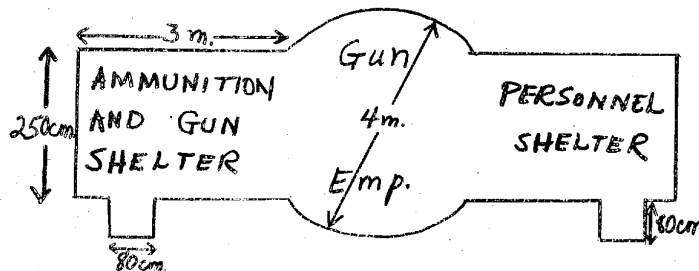 3 m.
Gun
AMMUNITION
AND GUN
SHELTER
250cm.
4m.
Emp.
PERSONNEL
SHELTER
80cm.
80cm